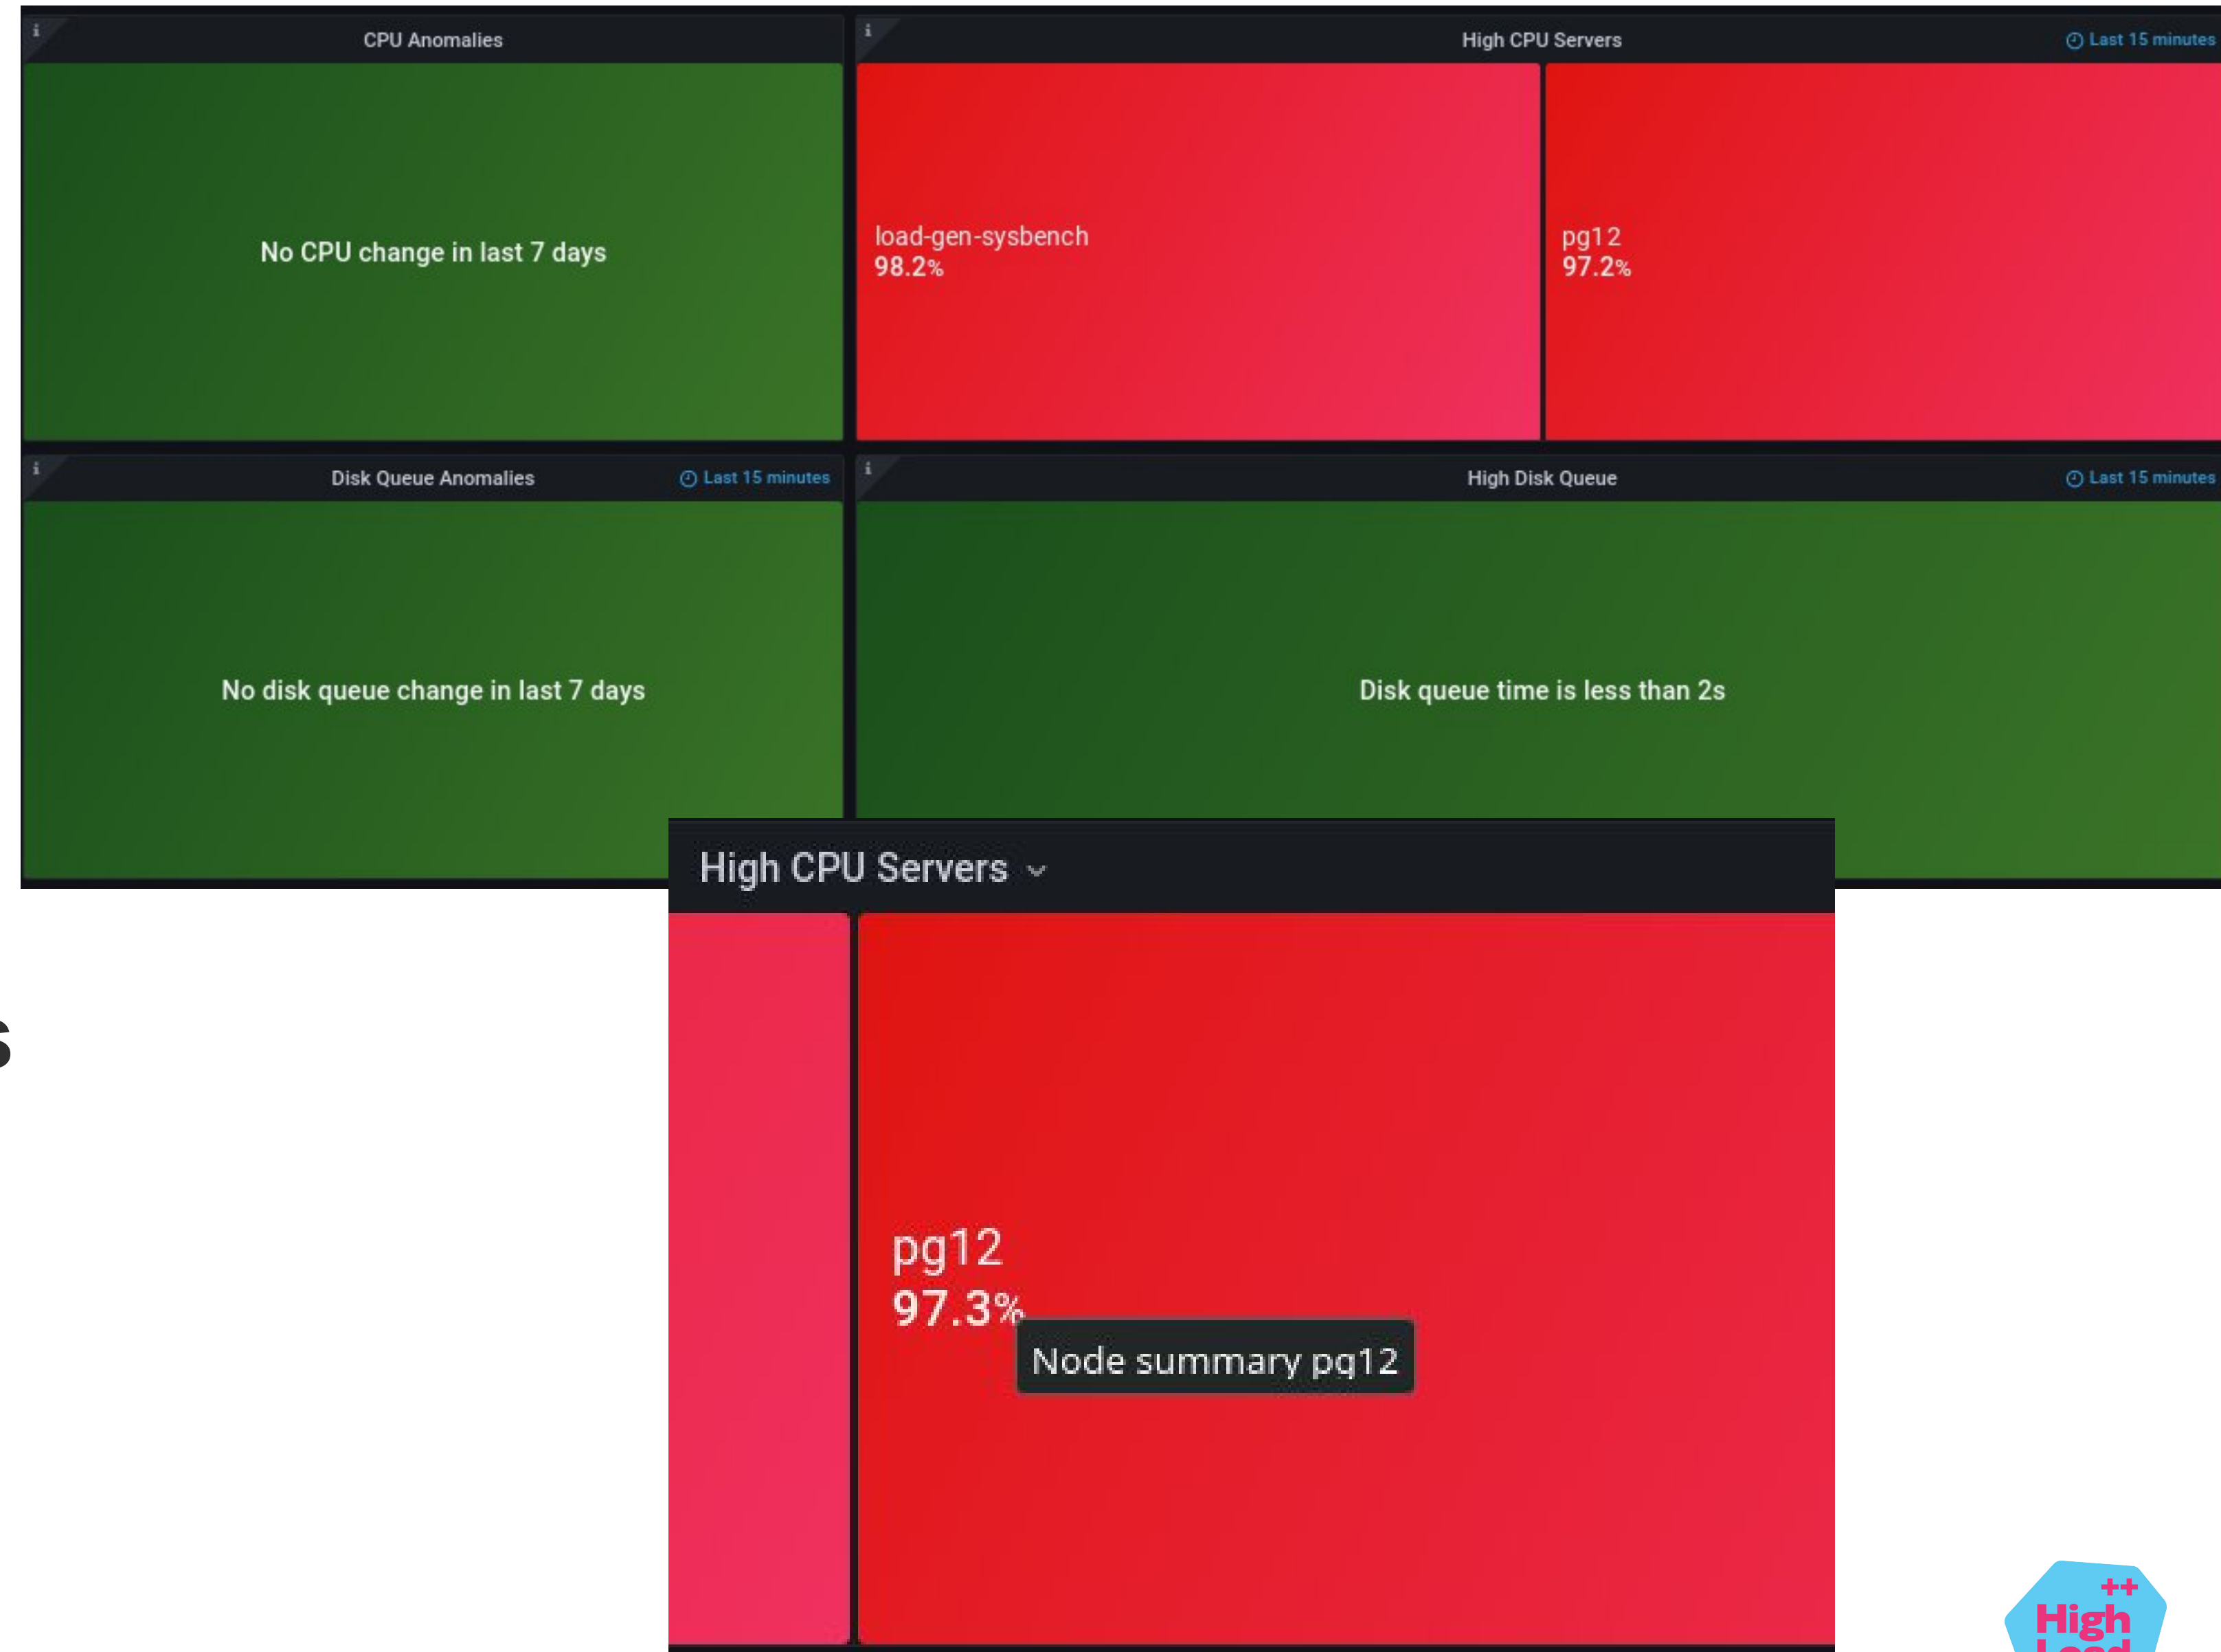 CPU Anomalies
High CPU Servers
Last 15 minutes
No CPU change in last 7 days
load-gen-sysbench
98.2%
pg12
97.2%
Disk Queue Anomalies
Last 15 minutes
High Disk Queue
Last 15 minutes
No disk queue change in last 7 days
Disk queue time is less than 2s
High CPU Servers
s
pg12
97.3%
Node summary pg12
++
High
Load